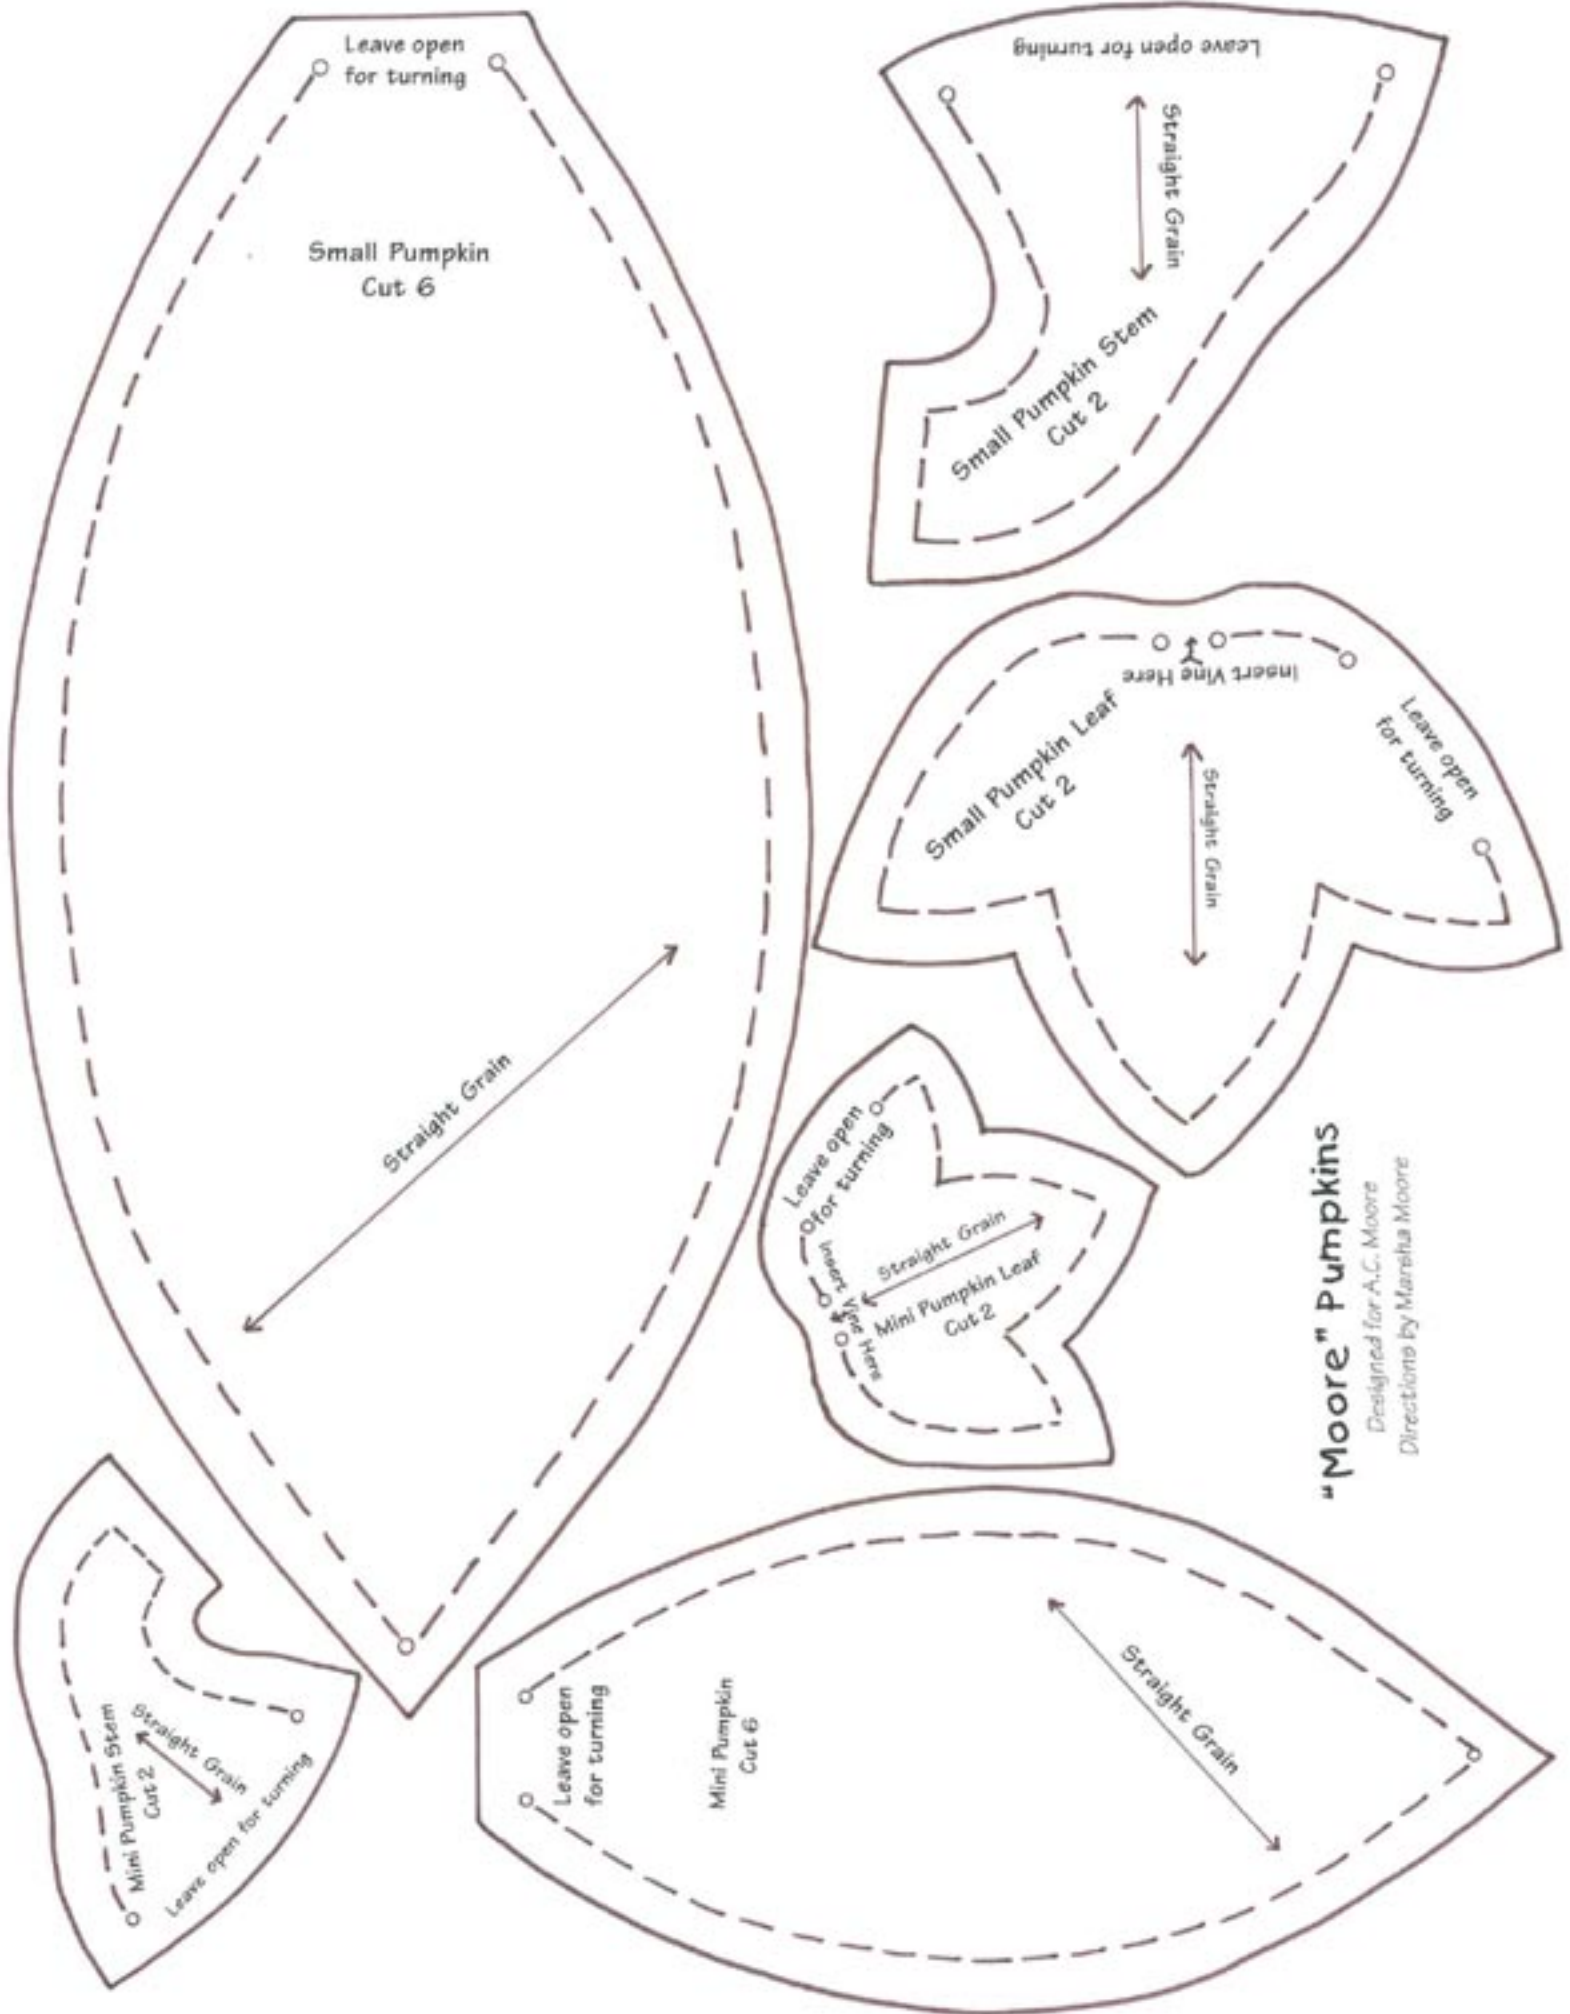 Leave open
for turning
Small Pumpkin
Cut 6
Straight Grain
Leave open for turning
Straight Grain
Small Pumpkin Stem
Cut 2
Insert Vine Here
Small Pumpkin Leaf
Cut 2
Leave open
for turning
Straight Grain
Leave open
for turning
Insert Vine Here
Straight Grain
Mini Pumpkin Leaf
Cut 2
"Moore" Pumpkins
Designed for A.C. Moore
Directions by Marsha Moore
Mini Pumpkin Stem
Cut 2
Straight Grain
Leave open for turning
Leave open
for turning
Mini Pumpkin
Cut 6
Straight Grain